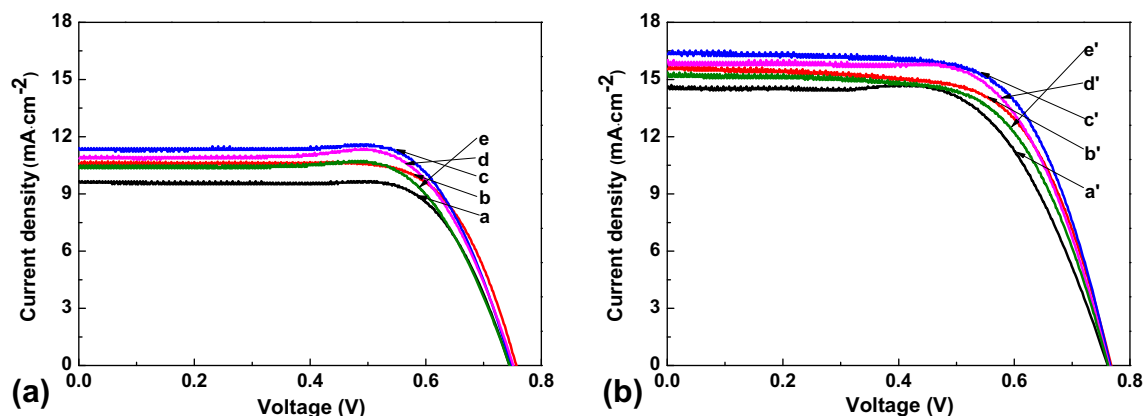 18
15
12
9
6
3
0
Current density (mA·cm-2)
e
d
c
b
a
0.0 0.2 0.4 0.6 0.8
Voltage (V)
(a)
18
15
12
9
6
3
0
Current density (mA·cm-2)
e'
d'
c'
b'
a'
0.0 0.2 0.4 0.6 0.8
Voltage (V)
(b)